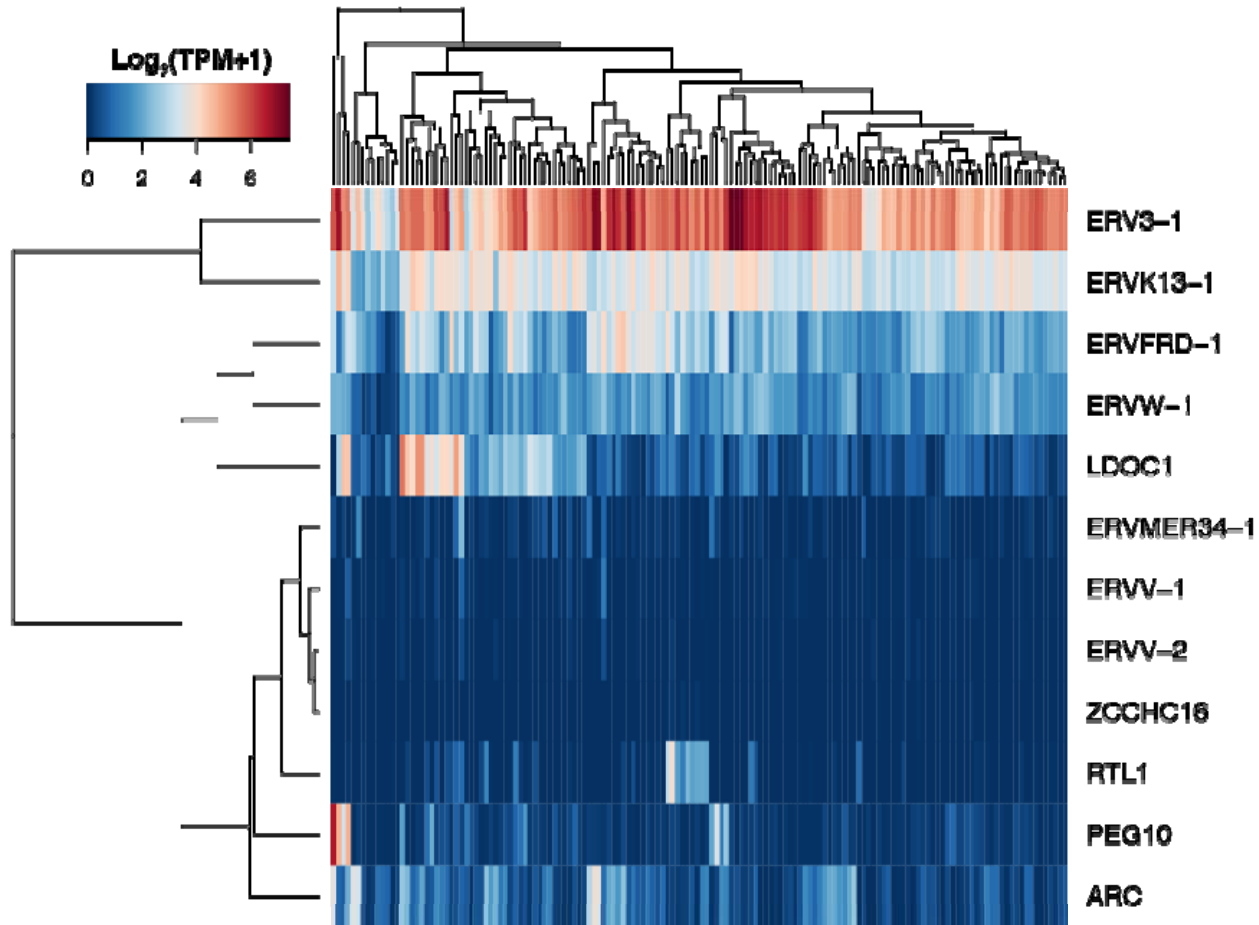 Log₂(TPM+1)
0 2 4 6
ERV3-1
ERVK13-1
ERVFRD-1
ERVW-1
LDOC1
ERVMER34-1
ERVV-1
ERVV-2
ZCCHC16
RTL1
PEG10
ARC